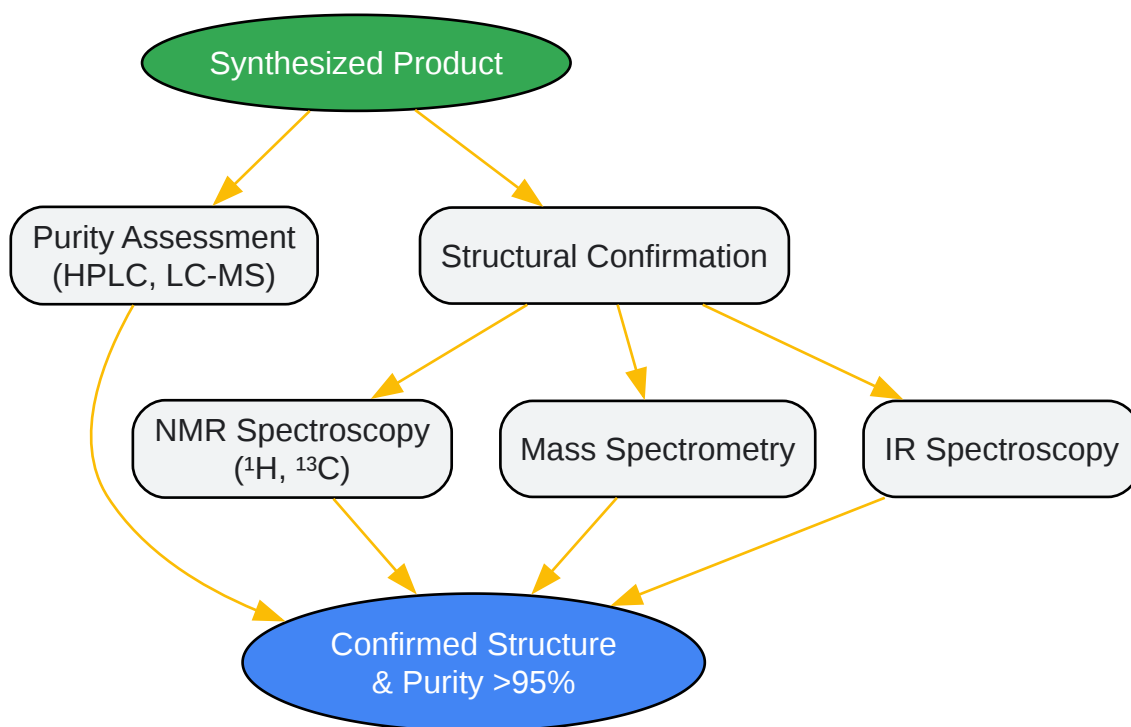 Synthesized Product
Purity Assessment
(HPLC, LC-MS)
Structural Confirmation
NMR Spectroscopy
(¹H, ¹³C)
Mass Spectrometry
IR Spectroscopy
Confirmed Structure
& Purity >95%